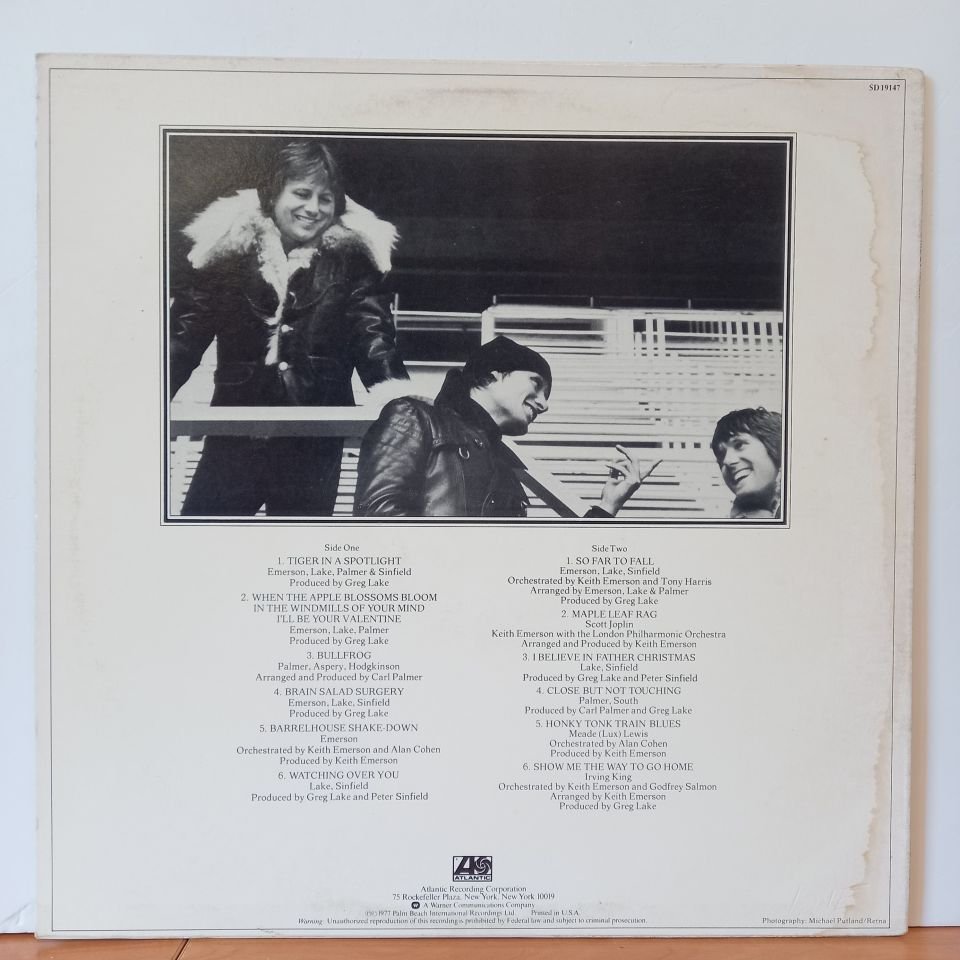 SD 19147
Side One
1. TIGER IN A SPOTLIGHT
Emerson, Lake, Palmer & Sinfield
Produced by Greg Lake
2. WHEN THE APPLE BLOSSOMS BLOOM
IN THE WINDMILLS OF YOUR MIND
I'LL BE YOUR VALENTINE
Emerson, Lake, Palmer
Produced by Greg Lake
3. BULLFROG
Palmer, Aspery, Hodgkinson
Arranged and Produced by Carl Palmer
4. BRAIN SALAD SURGERY
Emerson, Lake, Sinfield
Produced by Greg Lake
5. BARRELHOUSE SHAKE-DOWN
Emerson
Orchestrated by Keith Emerson and Alan Cohen
Produced by Keith Emerson
6. WATCHING OVER YOU
Lake, Sinfield
Produced by Greg Lake and Peter Sinfield
Side Two
1. SO FAR TO FALL
Emerson, Lake, Sinfield
Orchestrated by Keith Emerson and Tony Harris
Arranged by Emerson, Lake & Palmer
Produced by Greg Lake
2. MAPLE LEAF RAG
Scott Joplin
Keith Emerson with the London Philharmonic Orchestra
Arranged and Produced by Keith Emerson
3. I BELIEVE IN FATHER CHRISTMAS
Lake, Sinfield
Produced by Greg Lake and Peter Sinfield
4. CLOSE BUT NOT TOUCHING
Palmer, South
Produced by Carl Palmer and Greg Lake
5. HONKY TONK TRAIN BLUES
Meade (Lux) Lewis
Orchestrated by Alan Cohen
Produced by Keith Emerson
6. SHOW ME THE WAY TO GO HOME
Irving King
Orchestrated by Keith Emerson and Godfrey Salmon
Arranged by Keith Emerson
Produced by Greg Lake
ATLANTIC
Atlantic Recording Corporation
75 Rockefeller Plaza, New York, New York 10019
A Warner Communications Company
1977 Palm Beach International Recordings Ltd. Printed in U.S.A.
Warning: Unauthorized reproduction of this recording is prohibited by Federal law and subject to criminal prosecution.
Photography: Michael Putland/Retna